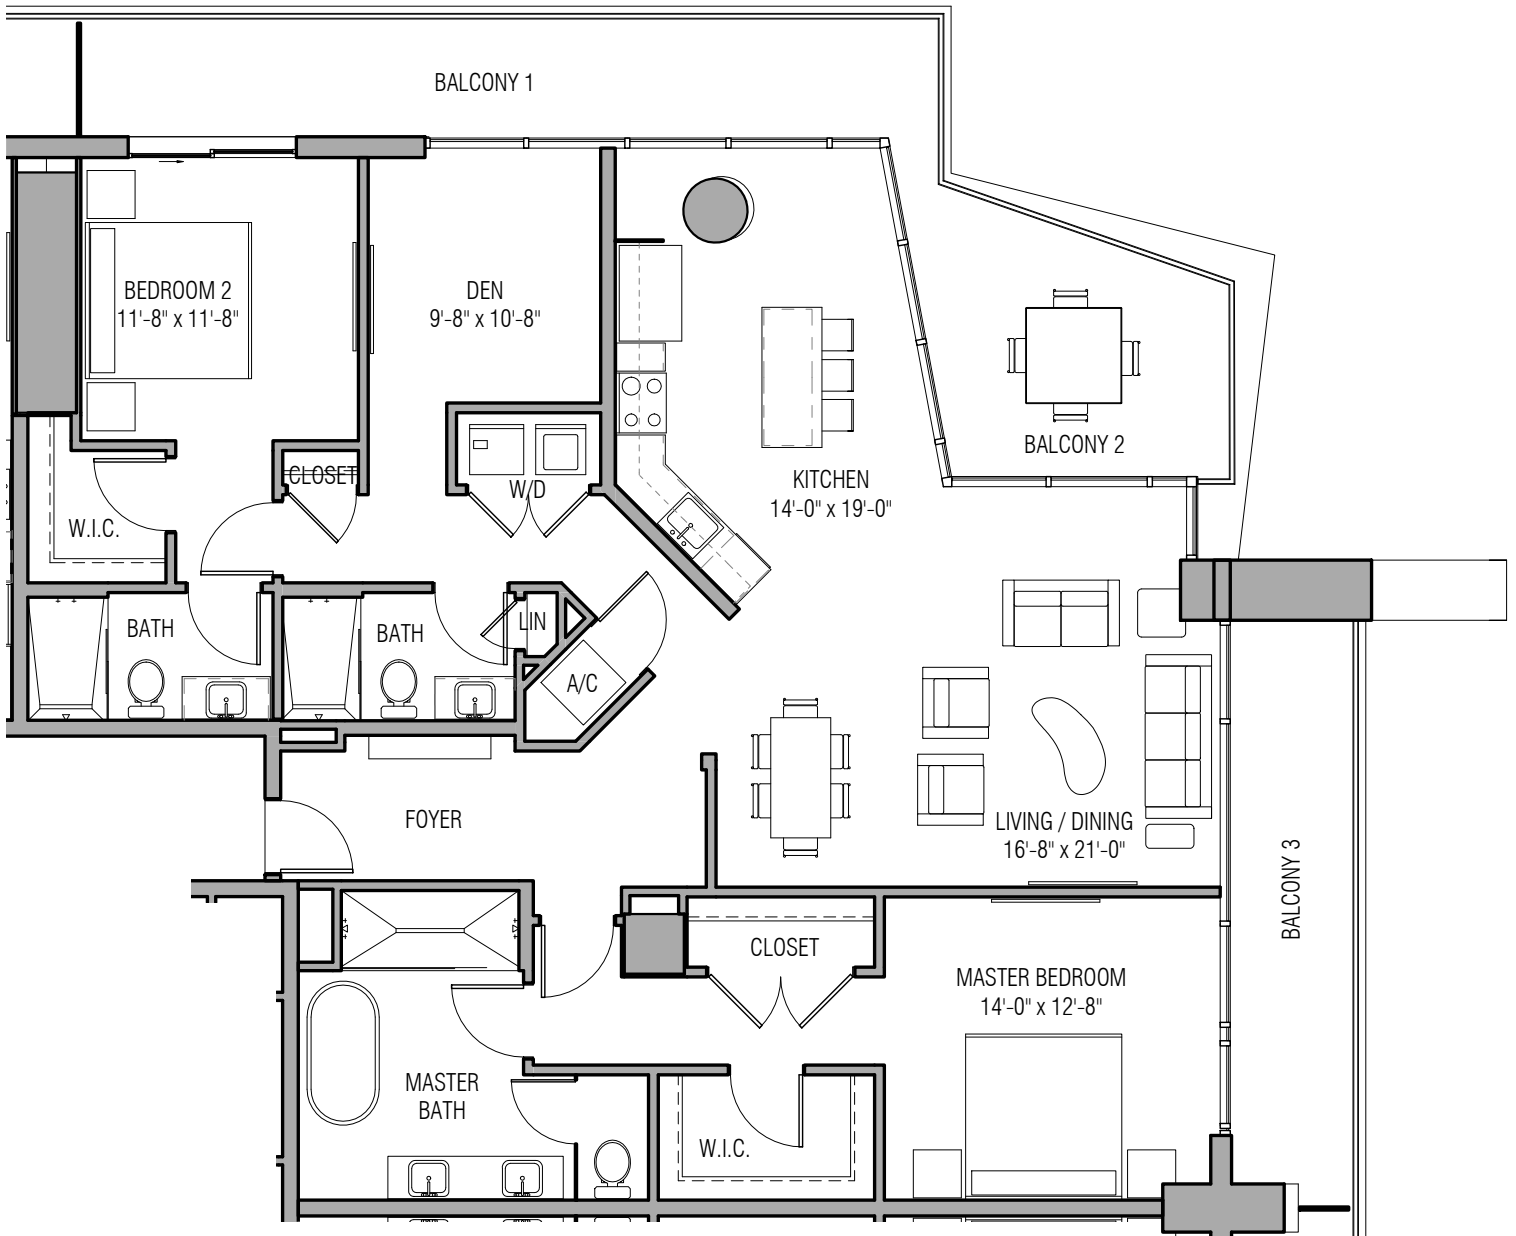 BALCONY 1
BEDROOM 2
11'-8" x 11'-8"
DEN
9'-8" x 10'-8"
BALCONY 2
CLOSET
W/D
KITCHEN
14'-0" x 19'-0"
W.I.C.
BATH
BATH
LIN
A/C
FOYER
LIVING / DINING
16'-8" x 21'-0"
BALCONY 3
CLOSET
MASTER BEDROOM
14'-0" x 12'-8"
MASTER
BATH
W.I.C.